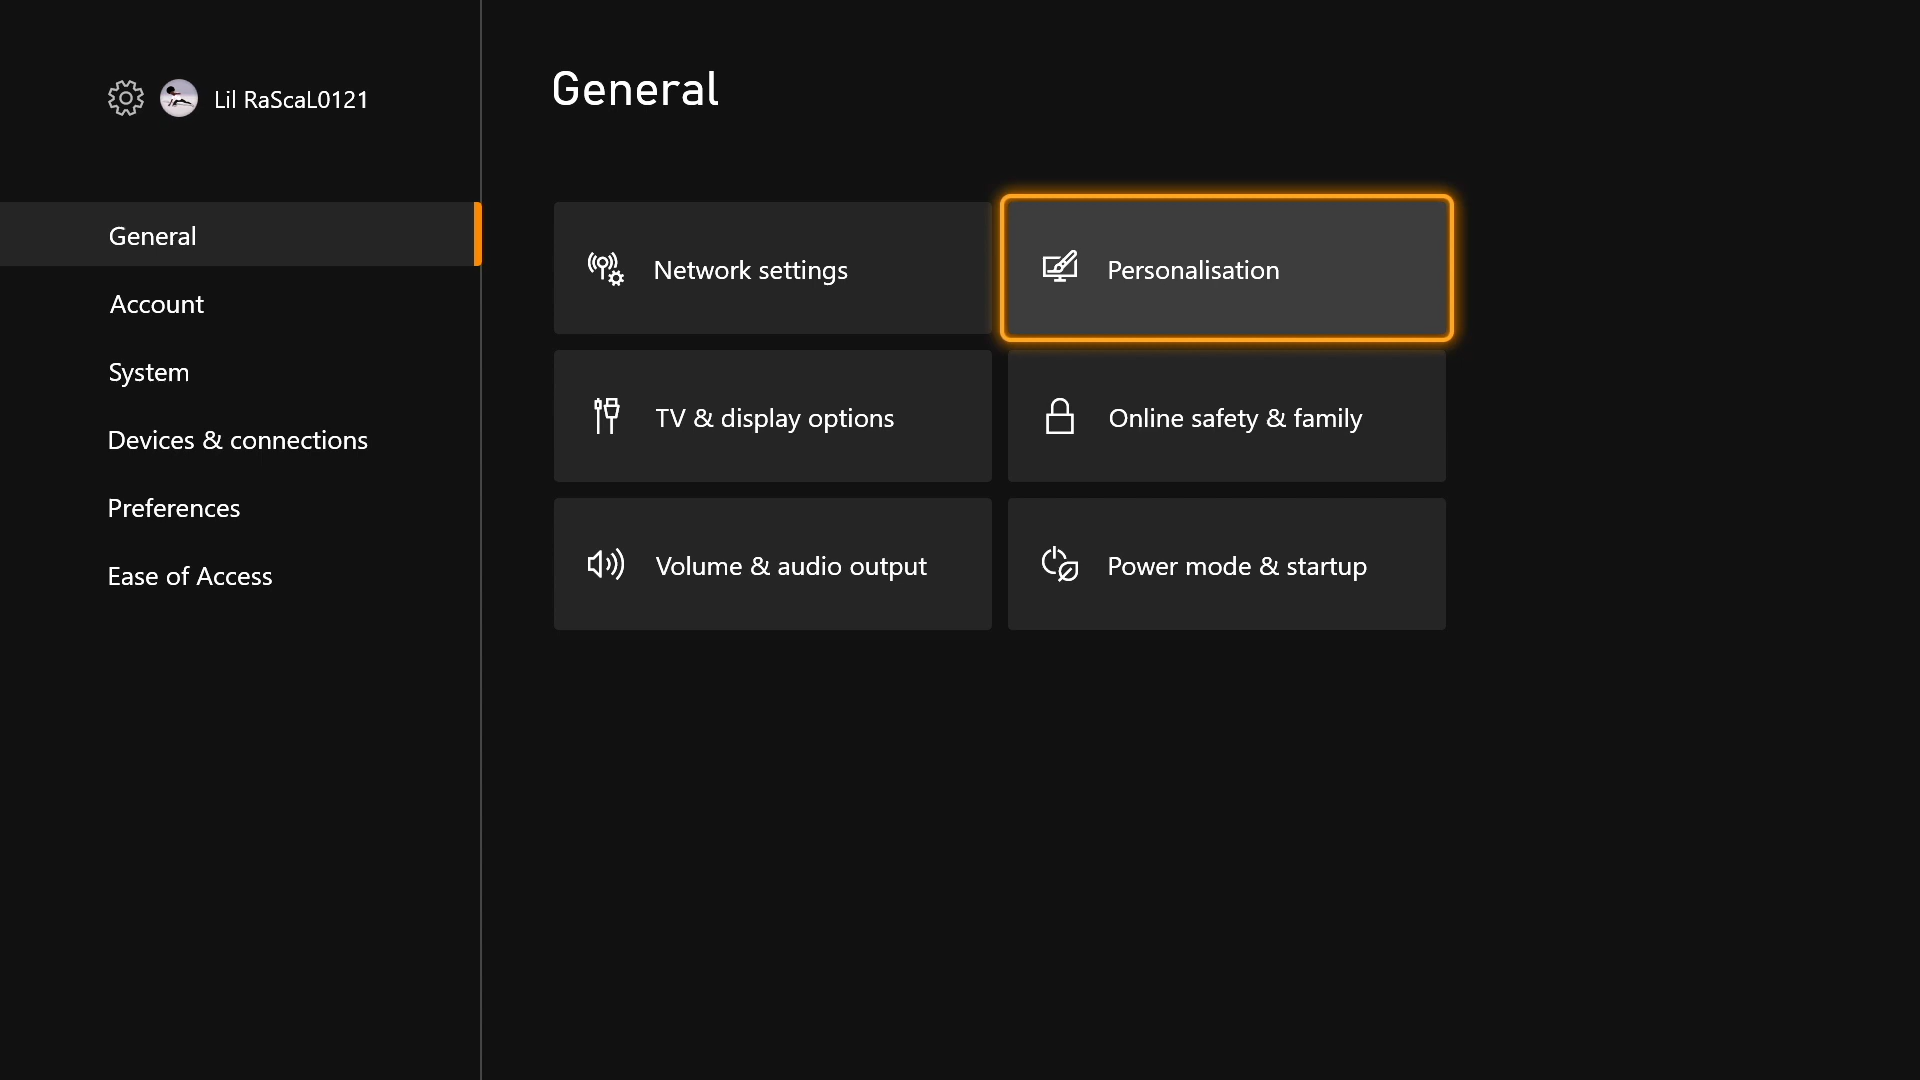 Lil RaScaL0121
General
Account
System
Devices & connections
Preferences
Ease of Access
General
Network settings
Personalisation
TV & display options
Online safety & family
Volume & audio output
Power mode & startup